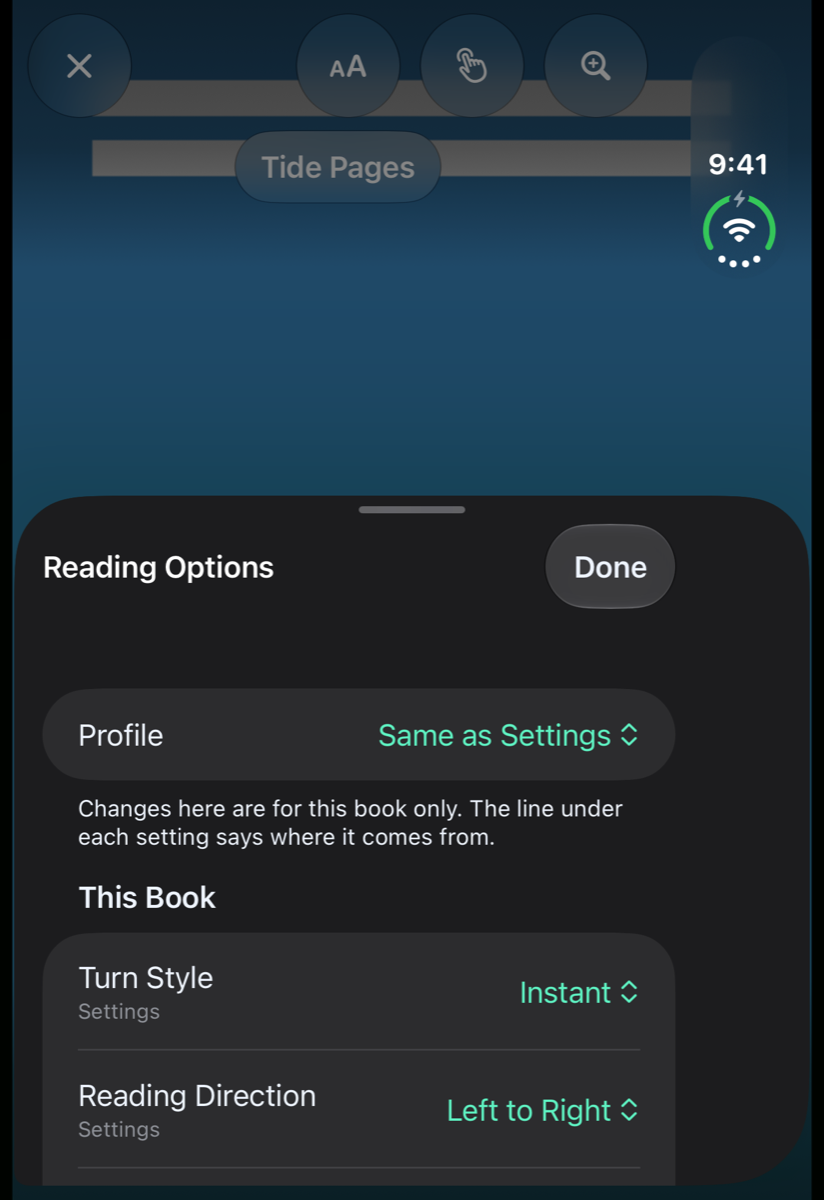 AA
Tide Pages
9:41
Reading Options
Done
Profile
Same as Settings
Changes here are for this book only. The line under
each setting says where it comes from.
This Book
Turn Style
Settings
Instant
Reading Direction
Settings
Left to Right